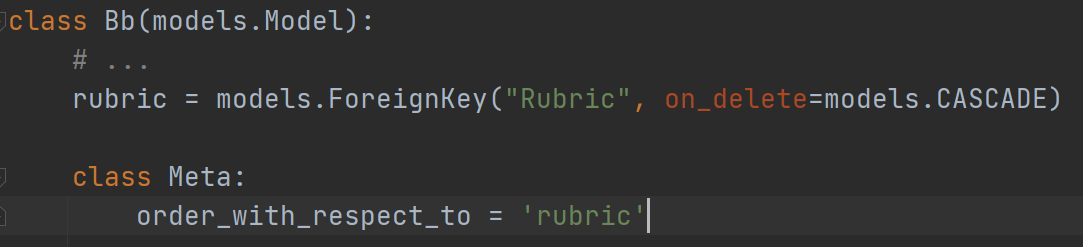 class Bb(models.Model):
    # ...
    rubric = models.ForeignKey("Rubric", on_delete=models.CASCADE)

    class Meta:
        order_with_respect_to = 'rubric'